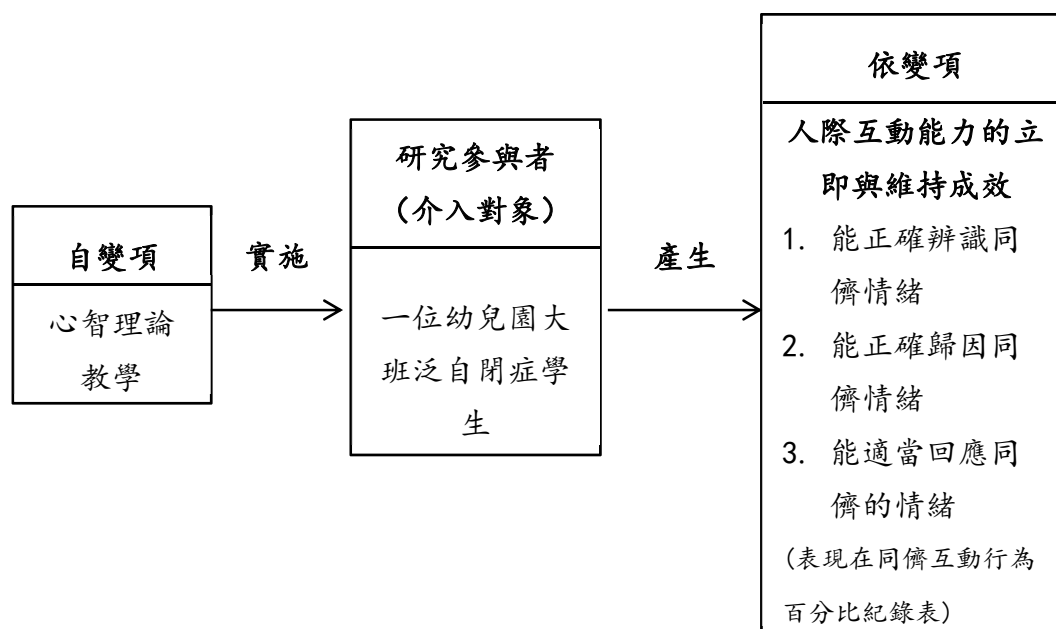 自變項
心智理論
教學
實施
研究參與者
（介入對象）
一位幼兒園大
班泛自閉症學
生
產生
依變項
人際互動能力的立
即與維持成效
1. 能正確辨識同
儕情緒
2. 能正確歸因同
儕情緒
3. 能適當回應同
儕的情緒
(表現在同儕互動行為
百分比紀錄表)